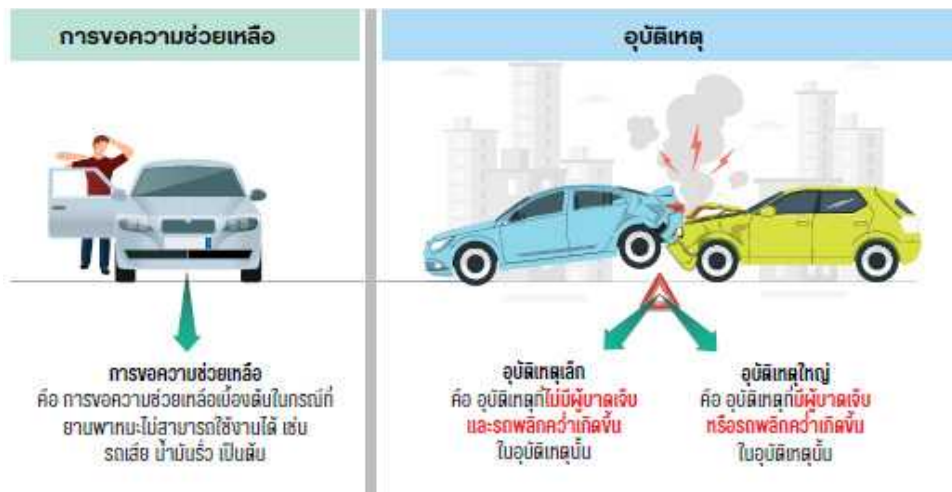 การขอความช่วยเหลือ
อุบัติเหตุ
การขอความช่วยเหลือ
คือ การขอความช่วยเหลือเบื้องต้นในกรณีที่
ยานพาหนะไม่สามารถใช้งานได้ เช่น
รถเสีย น้ำมันรั่ว เป็นต้น
อุบัติเหตุเล็ก
คือ อุบัติเหตุที่ไม่มีผู้บาดเจ็บ
และรถพลิกคว่ำเกิดขึ้น
ในอุบัติเหตุนั้น
อุบัติเหตุใหญ่
คือ อุบัติเหตุที่มีผู้บาดเจ็บ
หรือรถพลิกคว่ำเกิดขึ้น
ในอุบัติเหตุนั้น